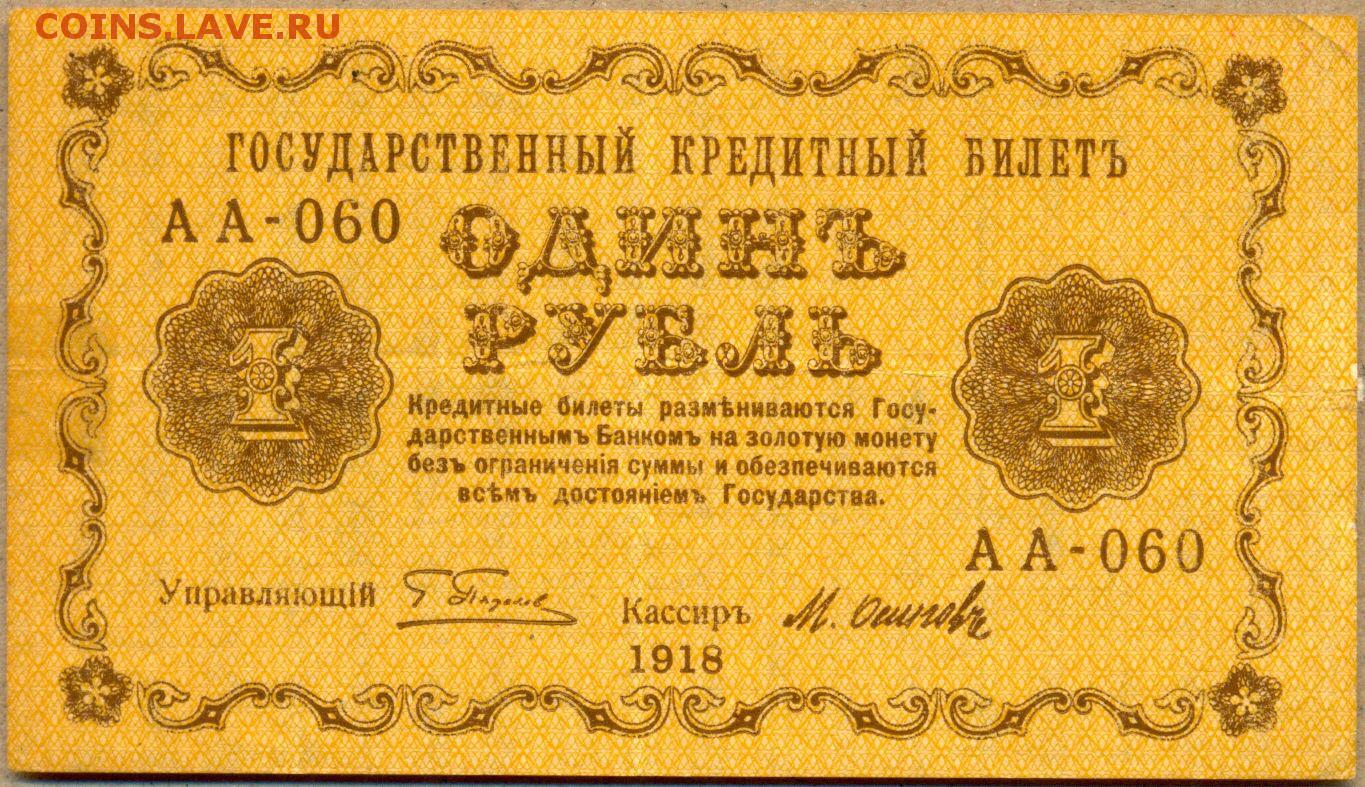 COINS.LAVE.RU
ГОСУДАРСТВЕННЫЙ КРЕДИТНЫЙ БИЛЕТЪ
АА-060
ОДИНЪ
РУБЛЬ
1
1
Кредитные билеты размѣниваются Госу-
дарственнымъ Банкомъ на золотую монету
безъ ограниченія суммы и обезпечиваются
всѣмъ достояніемъ Государства.
АА-060
Управляющій
Кассиръ М. Осиповъ
1918